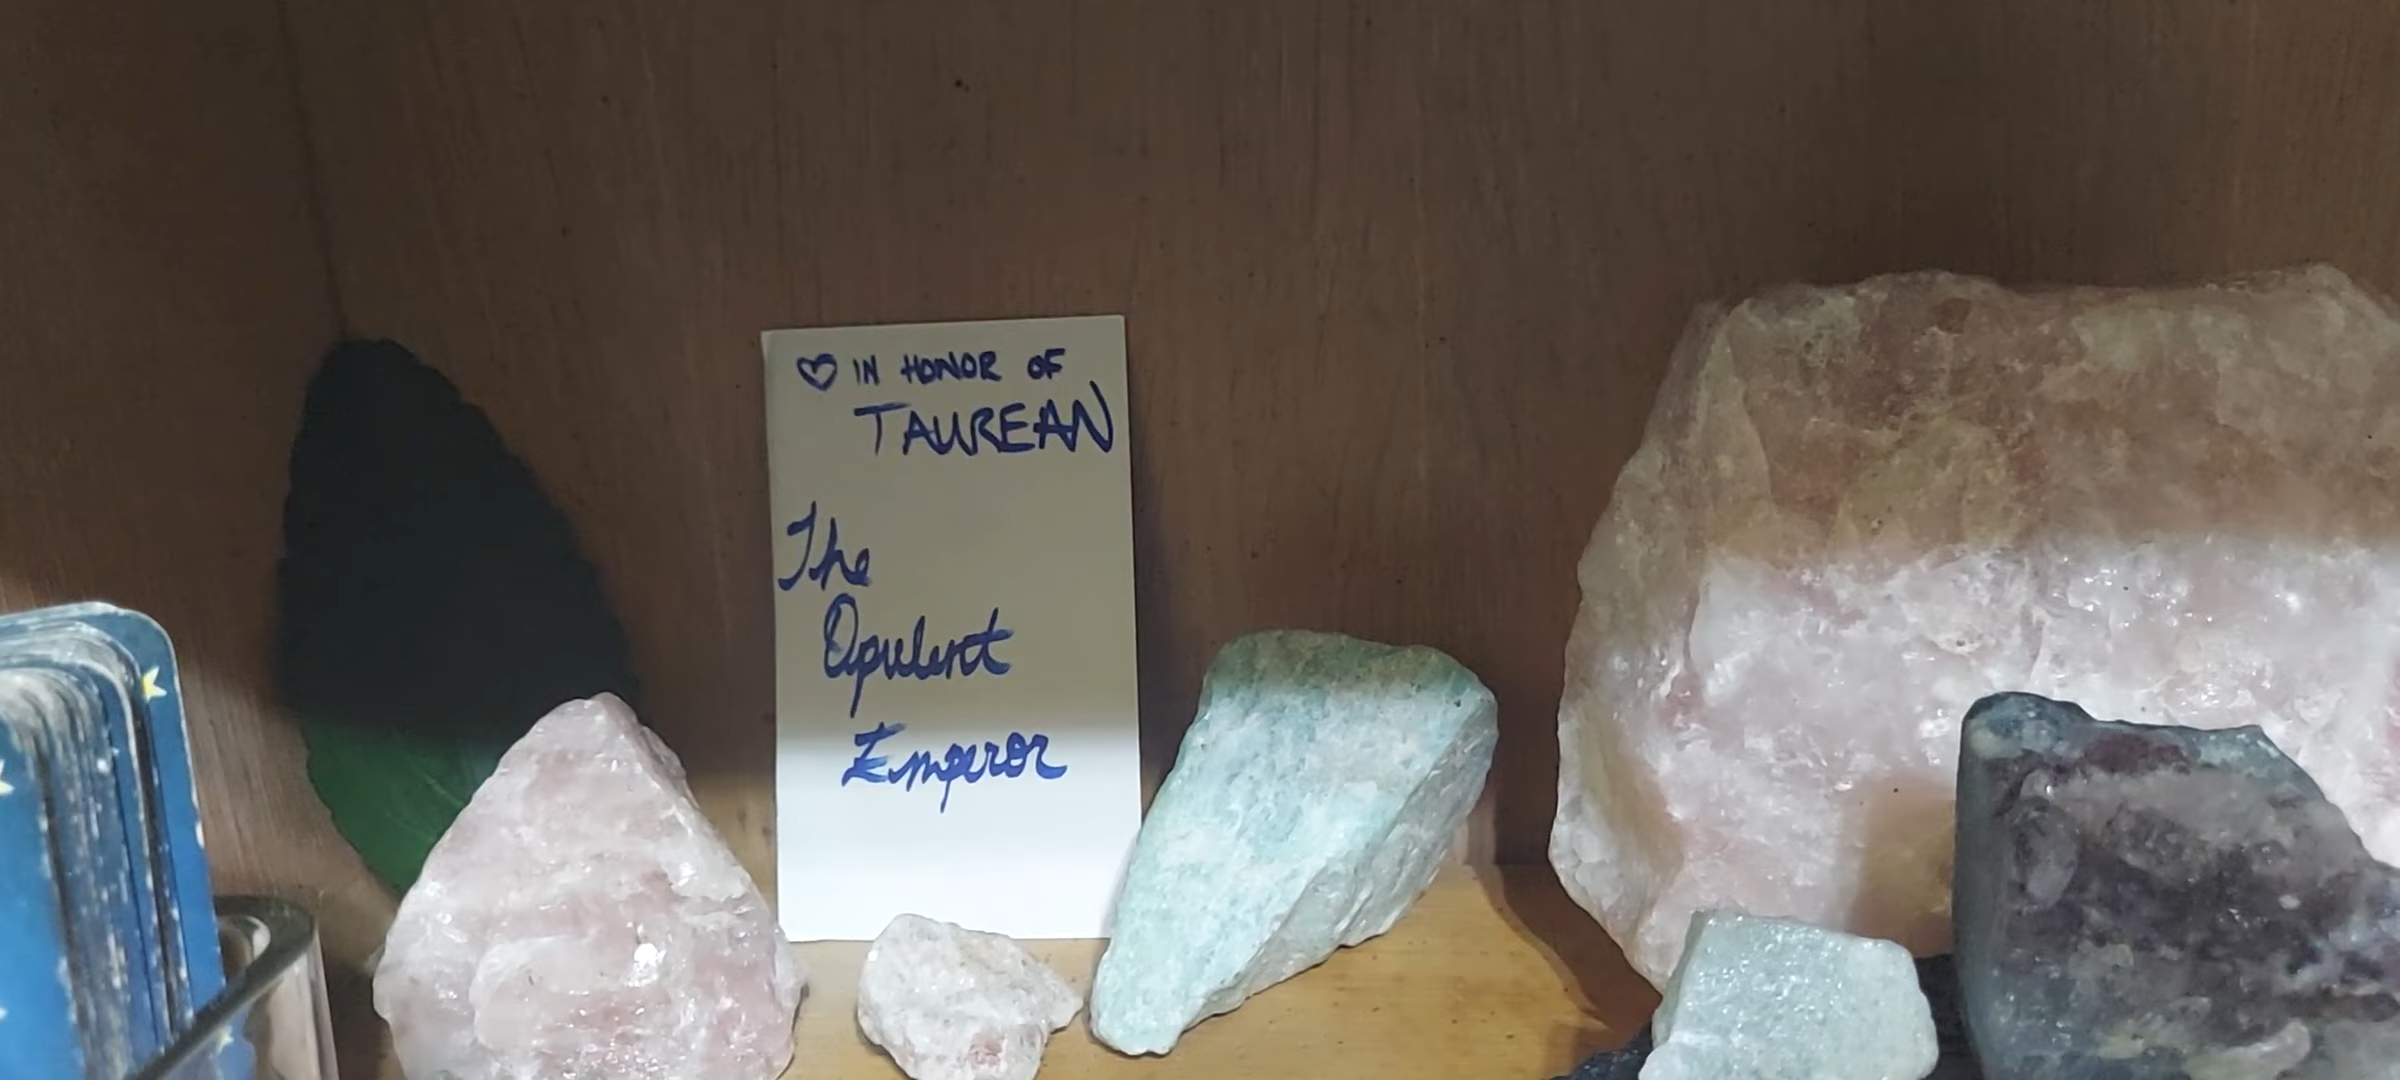 ♡ IN HONOR OF
TAUREAN
The
Opulent
Emperor